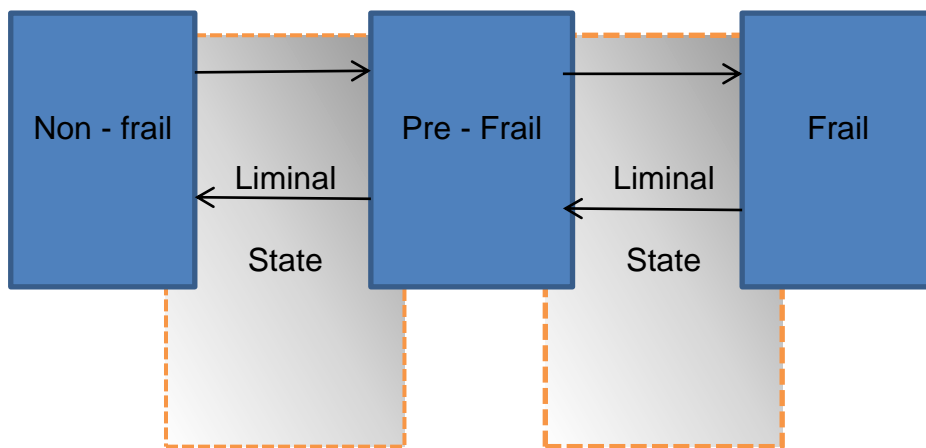 Non - frail
Pre - Frail
Frail
Liminal
Liminal
State
State